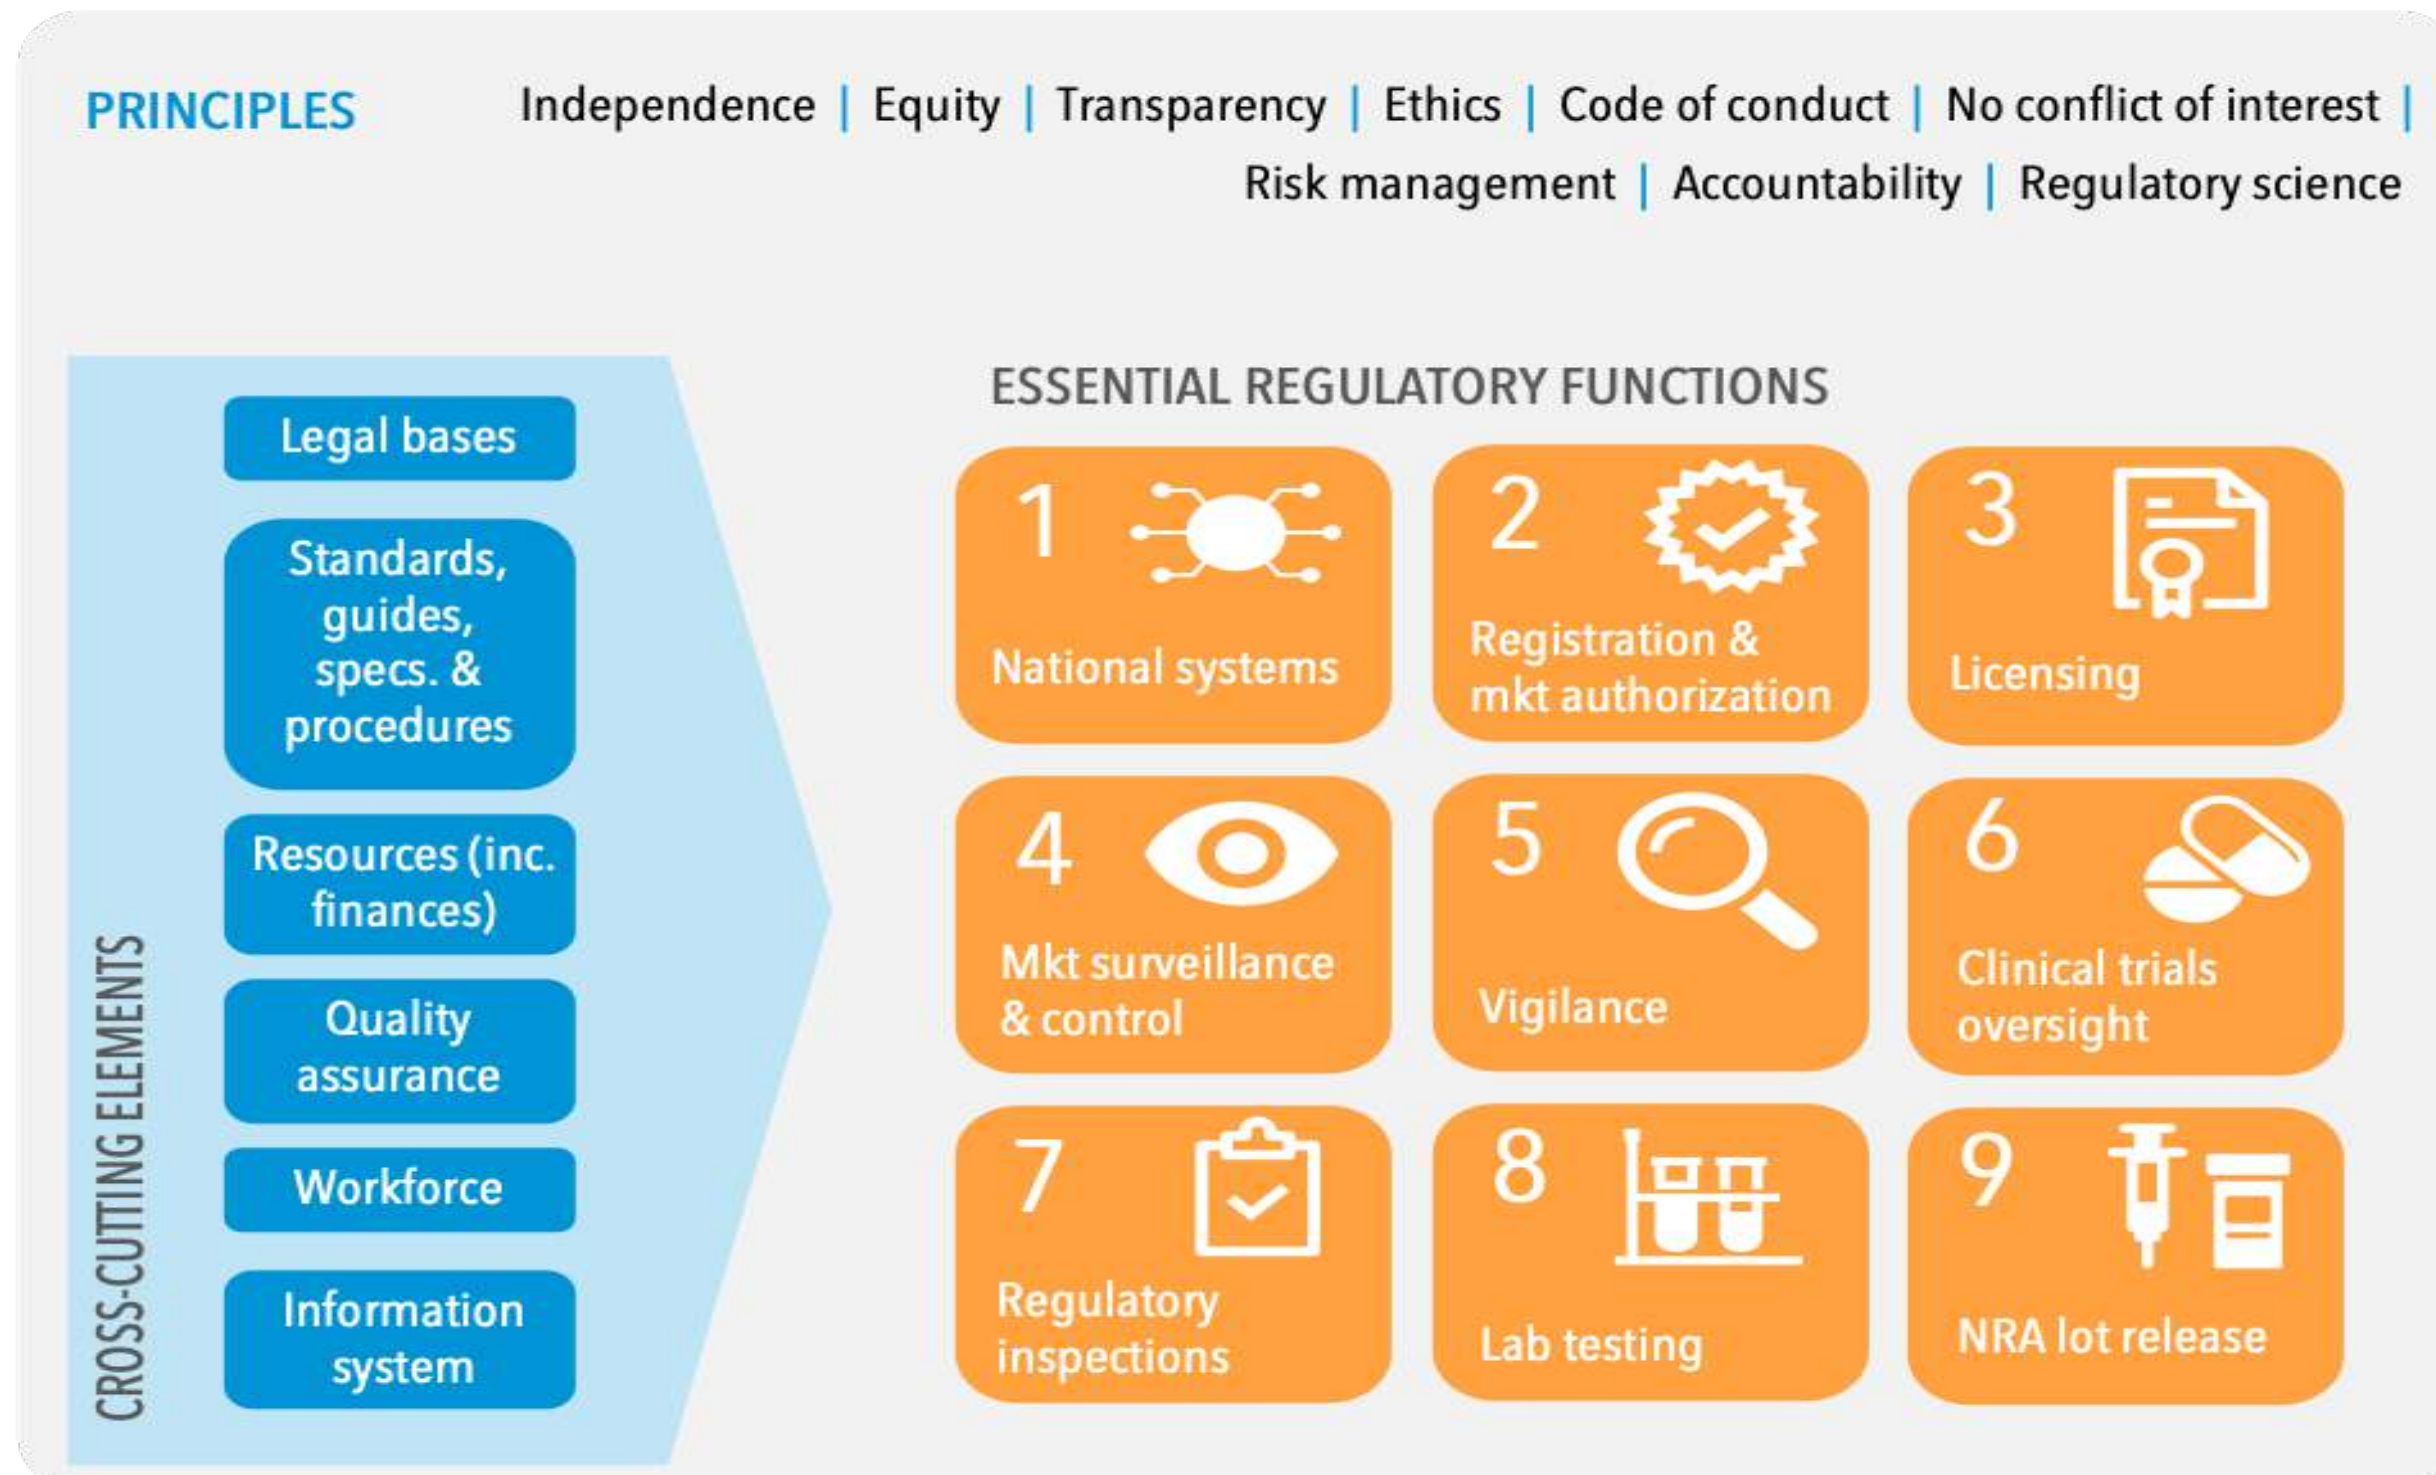 PRINCIPLES
Independence | Equity | Transparency | Ethics | Code of conduct | No conflict of interest |
Risk management | Accountability | Regulatory science
CROSS-CUTTING ELEMENTS
Legal bases
Standards,
guides,
specs. &
procedures
Resources (inc.
finances)
Quality
assurance
Workforce
Information
system
ESSENTIAL REGULATORY FUNCTIONS
1
National systems
2
Registration &
mkt authorization
3
Licensing
4
Mkt surveillance
& control
5
Vigilance
6
Clinical trials
oversight
7
Regulatory
inspections
8
Lab testing
9
NRA lot release